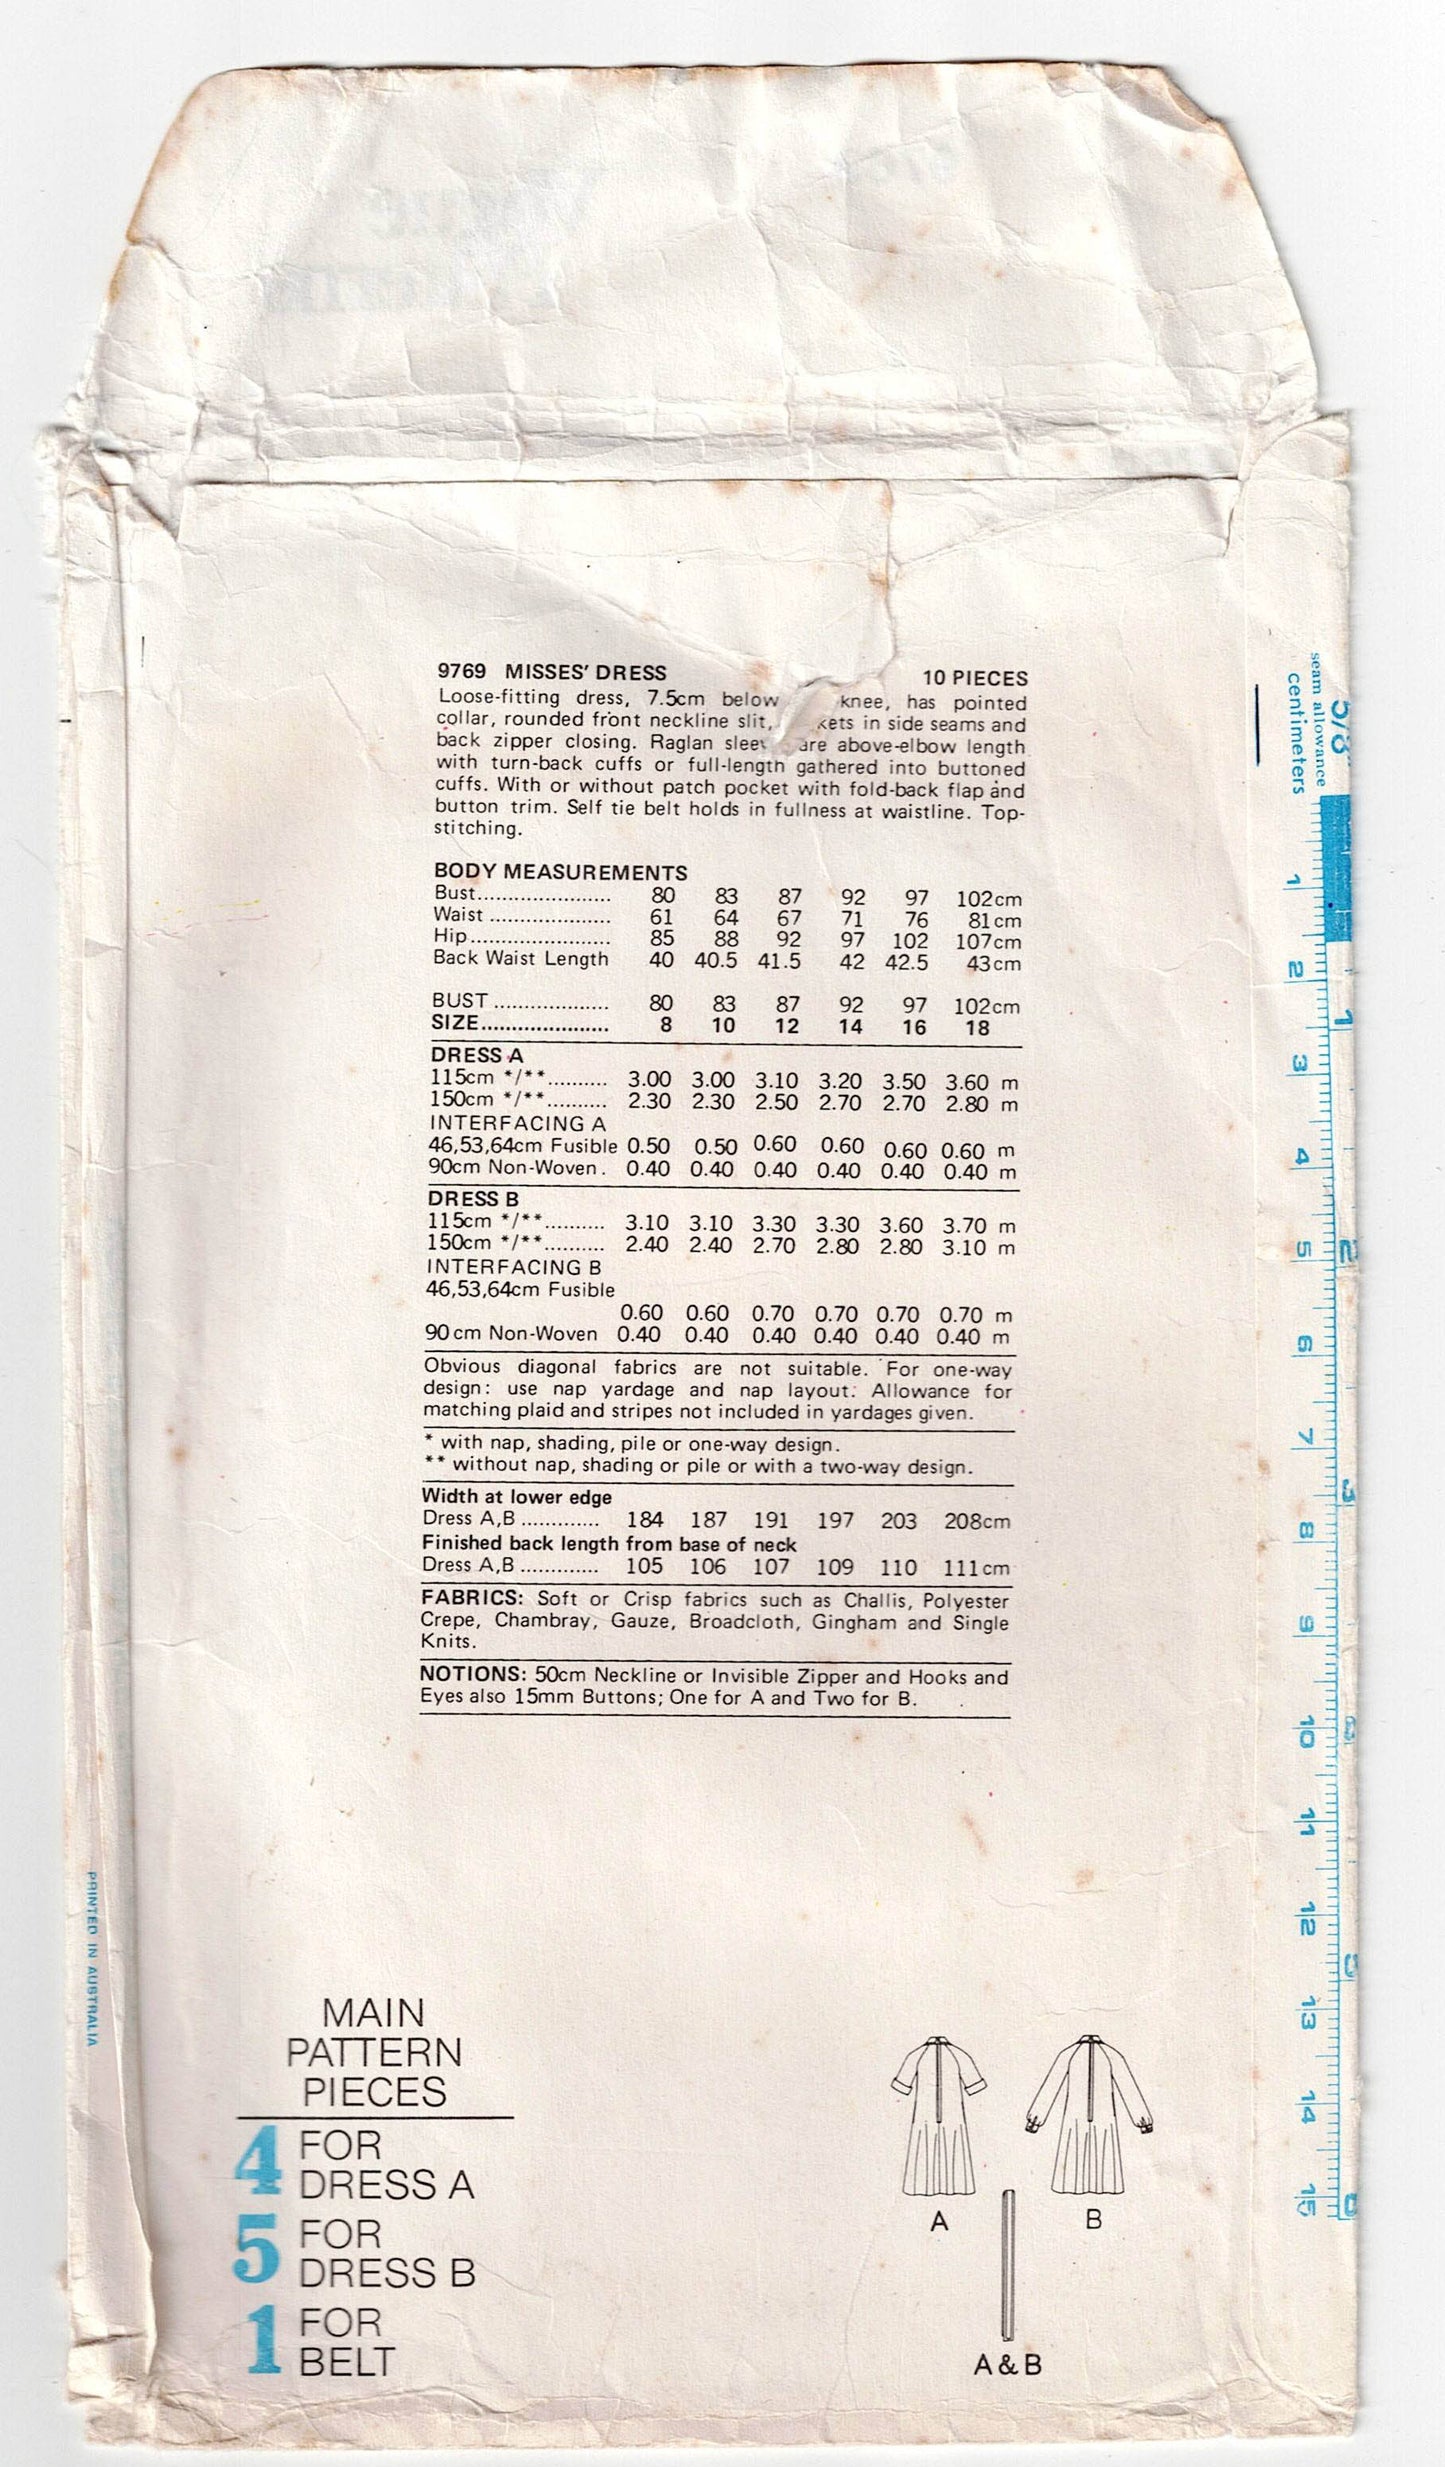 9769 MISSES' DRESS 10 PIECES
Loose-fitting dress, 7.5cm below knee, has pointed
collar, rounded front neckline slit, kets in side seams and
back zipper closing. Raglan slee are above-elbow length
with turn-back cuffs or full-length gathered into buttoned
cuffs. With or without patch pocket with fold-back flap and
button trim. Self tie belt holds in fullness at waistline. Top-
stitching.
BODY MEASUREMENTS
Bust...................... 80 83 87 92 97 102cm
Waist .................... 61 64 67 71 76 81cm
Hip....................... 85 88 92 97 102 107cm
Back Waist Length 40 40.5 41.5 42 42.5 43cm
BUST ................... 80 83 87 92 97 102cm
SIZE..................... 8 10 12 14 16 18
DRESS A
115cm */**.......... 3.00 3.00 3.10 3.20 3.50 3.60 m
150cm */**.......... 2.30 2.30 2.50 2.70 2.70 2.80 m
INTERFACING A
46,53,64cm Fusible 0.50 0.50 0.60 0.60 0.60 0.60 m
90cm Non-Woven. 0.40 0.40 0.40 0.40 0.40 0.40 m
DRESS B
115cm */**.......... 3.10 3.10 3.30 3.30 3.60 3.70 m
150cm */**.......... 2.40 2.40 2.70 2.80 2.80 3.10 m
INTERFACING B
46,53,64cm Fusible
0.60 0.60 0.70 0.70 0.70 0.70 m
90cm Non-Woven 0.40 0.40 0.40 0.40 0.40 0.40 m
Obvious diagonal fabrics are not suitable. For one-way
design: use nap yardage and nap layout. Allowance for
matching plaid and stripes not included in yardages given.
* with nap, shading, pile or one-way design.
** without nap, shading or pile or with a two-way design.
Width at lower edge
Dress A,B ............. 184 187 191 197 203 208cm
Finished back length from base of neck
Dress A,B ............. 105 106 107 109 110 111cm
FABRICS: Soft or Crisp fabrics such as Challis, Polyester
Crepe, Chambray, Gauze, Broadcloth, Gingham and Single
Knits.
NOTIONS: 50cm Neckline or Invisible Zipper and Hooks and
Eyes also 15mm Buttons; One for A and Two for B.
MAIN
PATTERN
PIECES
4 FOR
DRESS A
5 FOR
DRESS B
1 FOR
BELT
A
B
A & B
PRINTED IN AUSTRALIA
5/8"
seam allowance
centimeters
1
2
3
4
5
6
7
8
9
10
11
12
13
14
15
1
2
3
5